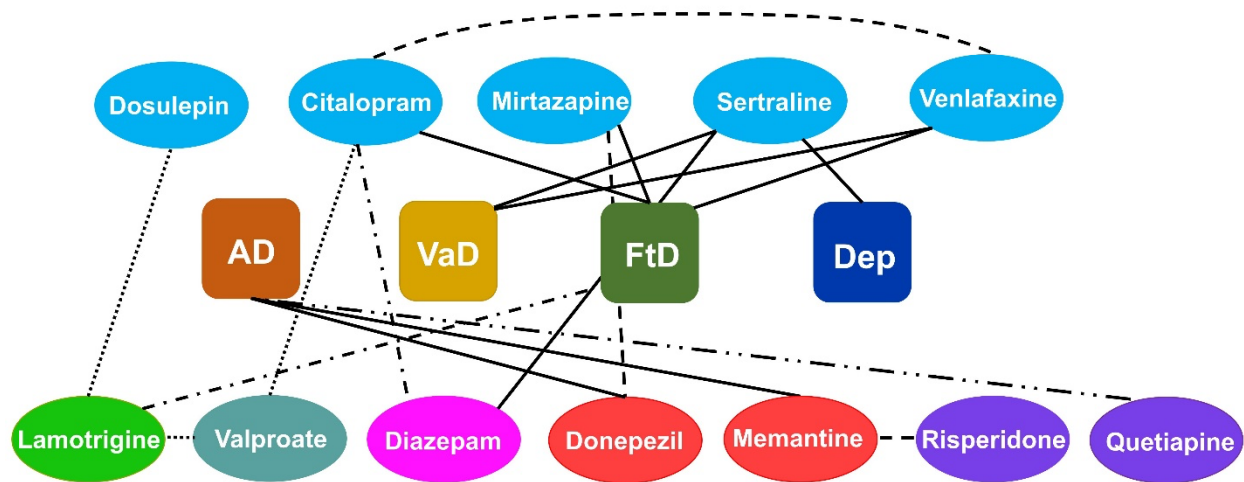 Dosulepin
Citalopram
Mirtazapine
Sertraline
Venlafaxine
AD
VaD
FtD
Dep
Lamotrigine
Valproate
Diazepam
Donepezil
Memantine
Risperidone
Quetiapine